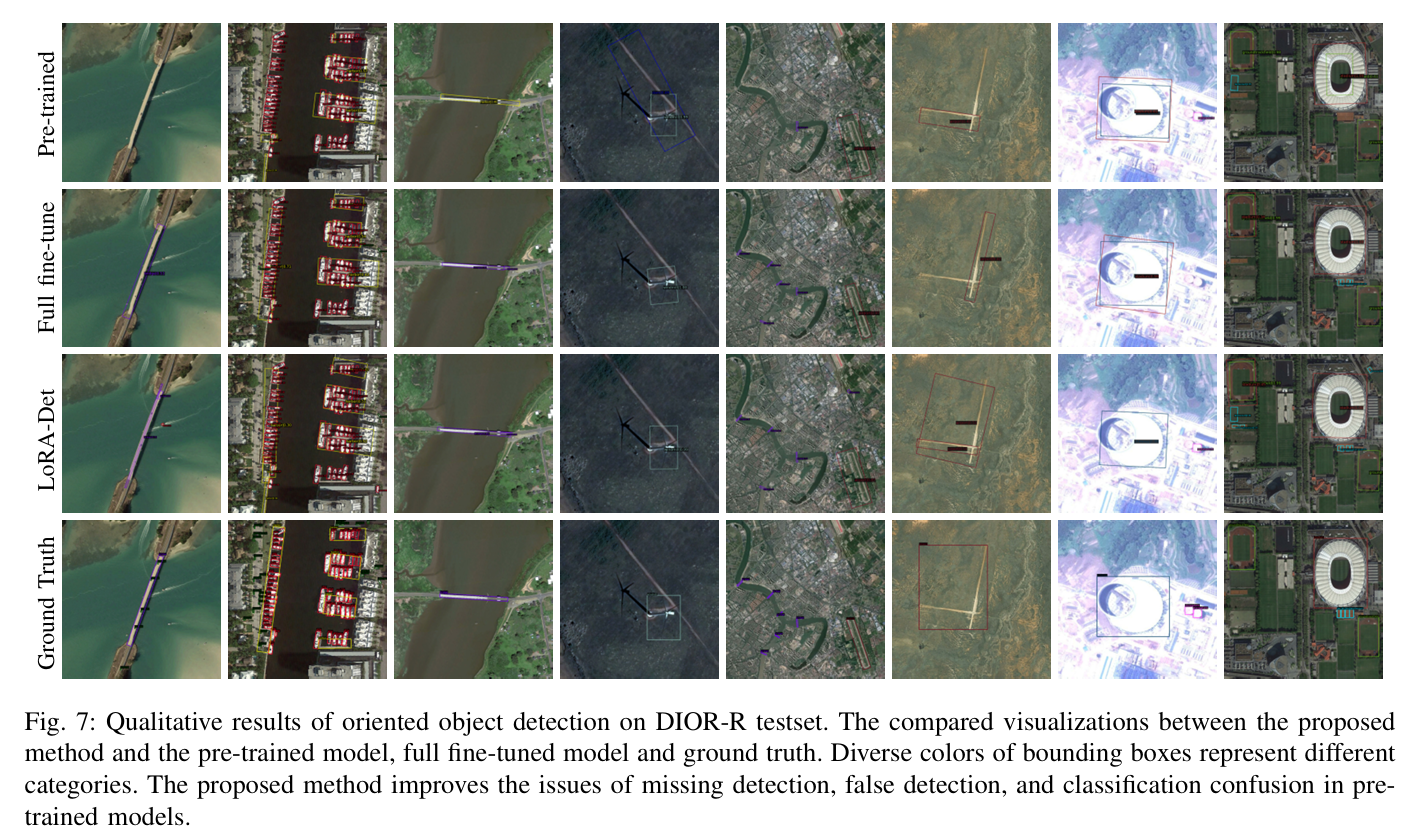 Pre-trained
Full fine-tune
LoRA-Det
Ground Truth
Fig. 7: Qualitative results of oriented object detection on DIOR-R testset. The compared visualizations between the proposed
method and the pre-trained model, full fine-tuned model and ground truth. Diverse colors of bounding boxes represent different
categories. The proposed method improves the issues of missing detection, false detection, and classification confusion in pre-
trained models.